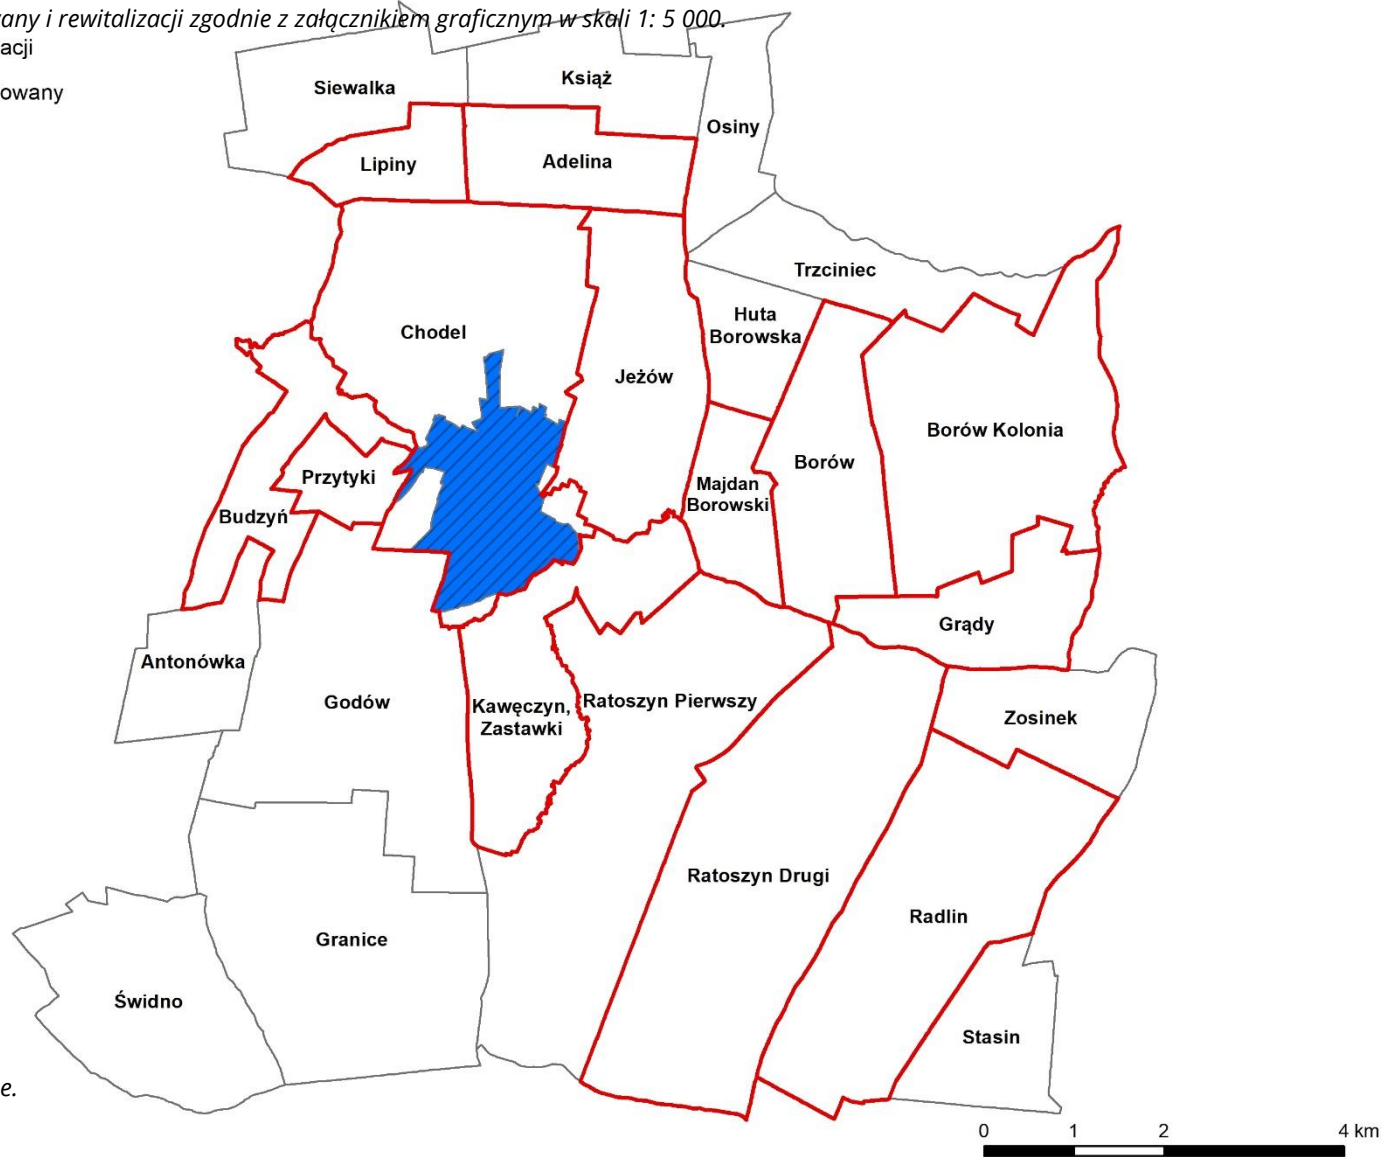 any i rewitalizacji zgodnie z załącznikiem graficznym w skali 1: 5 000.
acji
owany
Siewalka
Książ
Osiny
Lipiny
Adelina
Trzciniec
Huta
Borowska
Chodel
Jeżów
Borów Kolonia
Borów
Przytyki
Majdan
Borowski
Budzyń
Grądy
Antonówka
Godów
Kawęczyn,
Zastawki
Ratoszyn Pierwszy
Zosinek
Ratoszyn Drugi
Radlin
Granice
Świdno
Stasin
e.
0 1 2 4 km